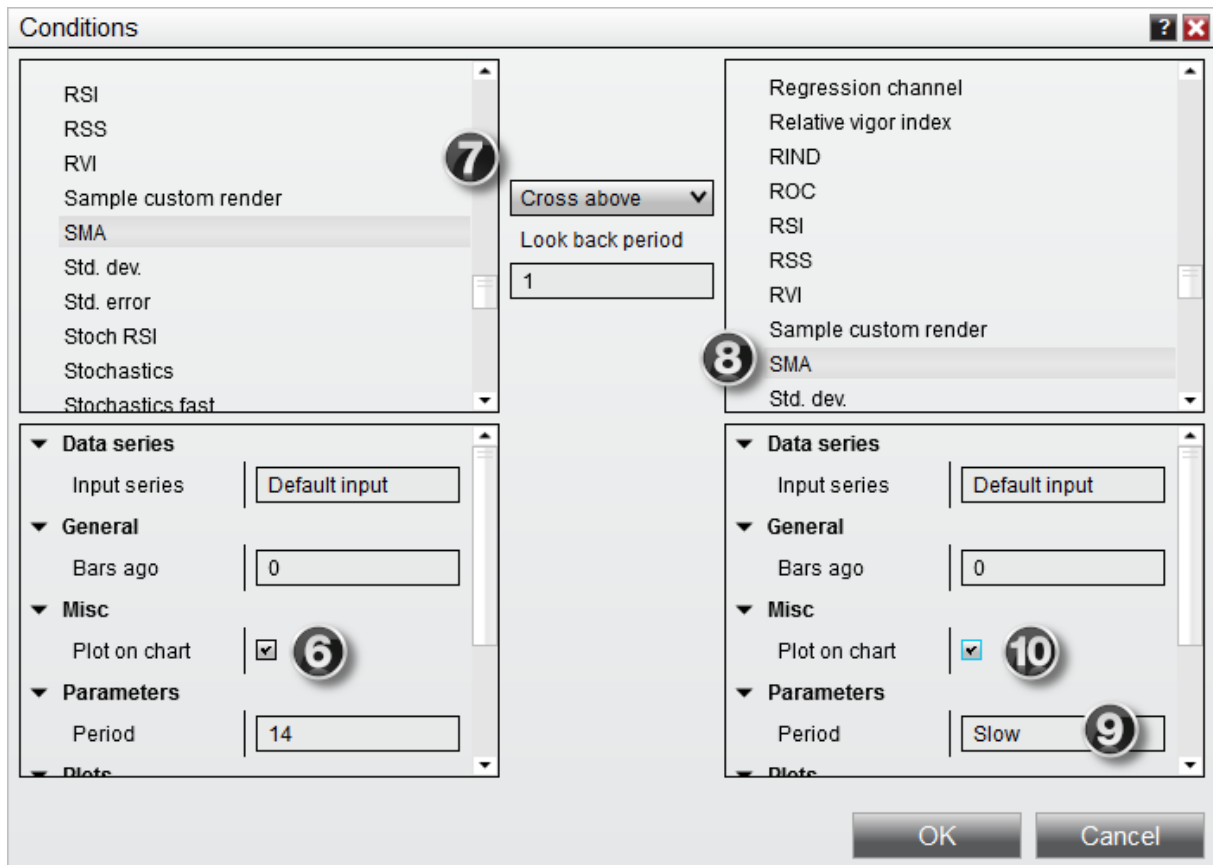 Conditions
?
RSI
RSS
RVI
Sample custom render
SMA
Std. dev.
Std. error
Stoch RSI
Stochastics
Stochastics fast
7
Cross above
Look back period
1
Regression channel
Relative vigor index
RIND
ROC
RSI
RSS
RVI
Sample custom render
8
SMA
Std. dev.
Data series
Input series Default input
General
Bars ago 0
Misc
Plot on chart 6
Parameters
Period 14
Plots
Data series
Input series Default input
General
Bars ago 0
Misc
Plot on chart 10
Parameters
Period Slow 9
Plots
OK Cancel